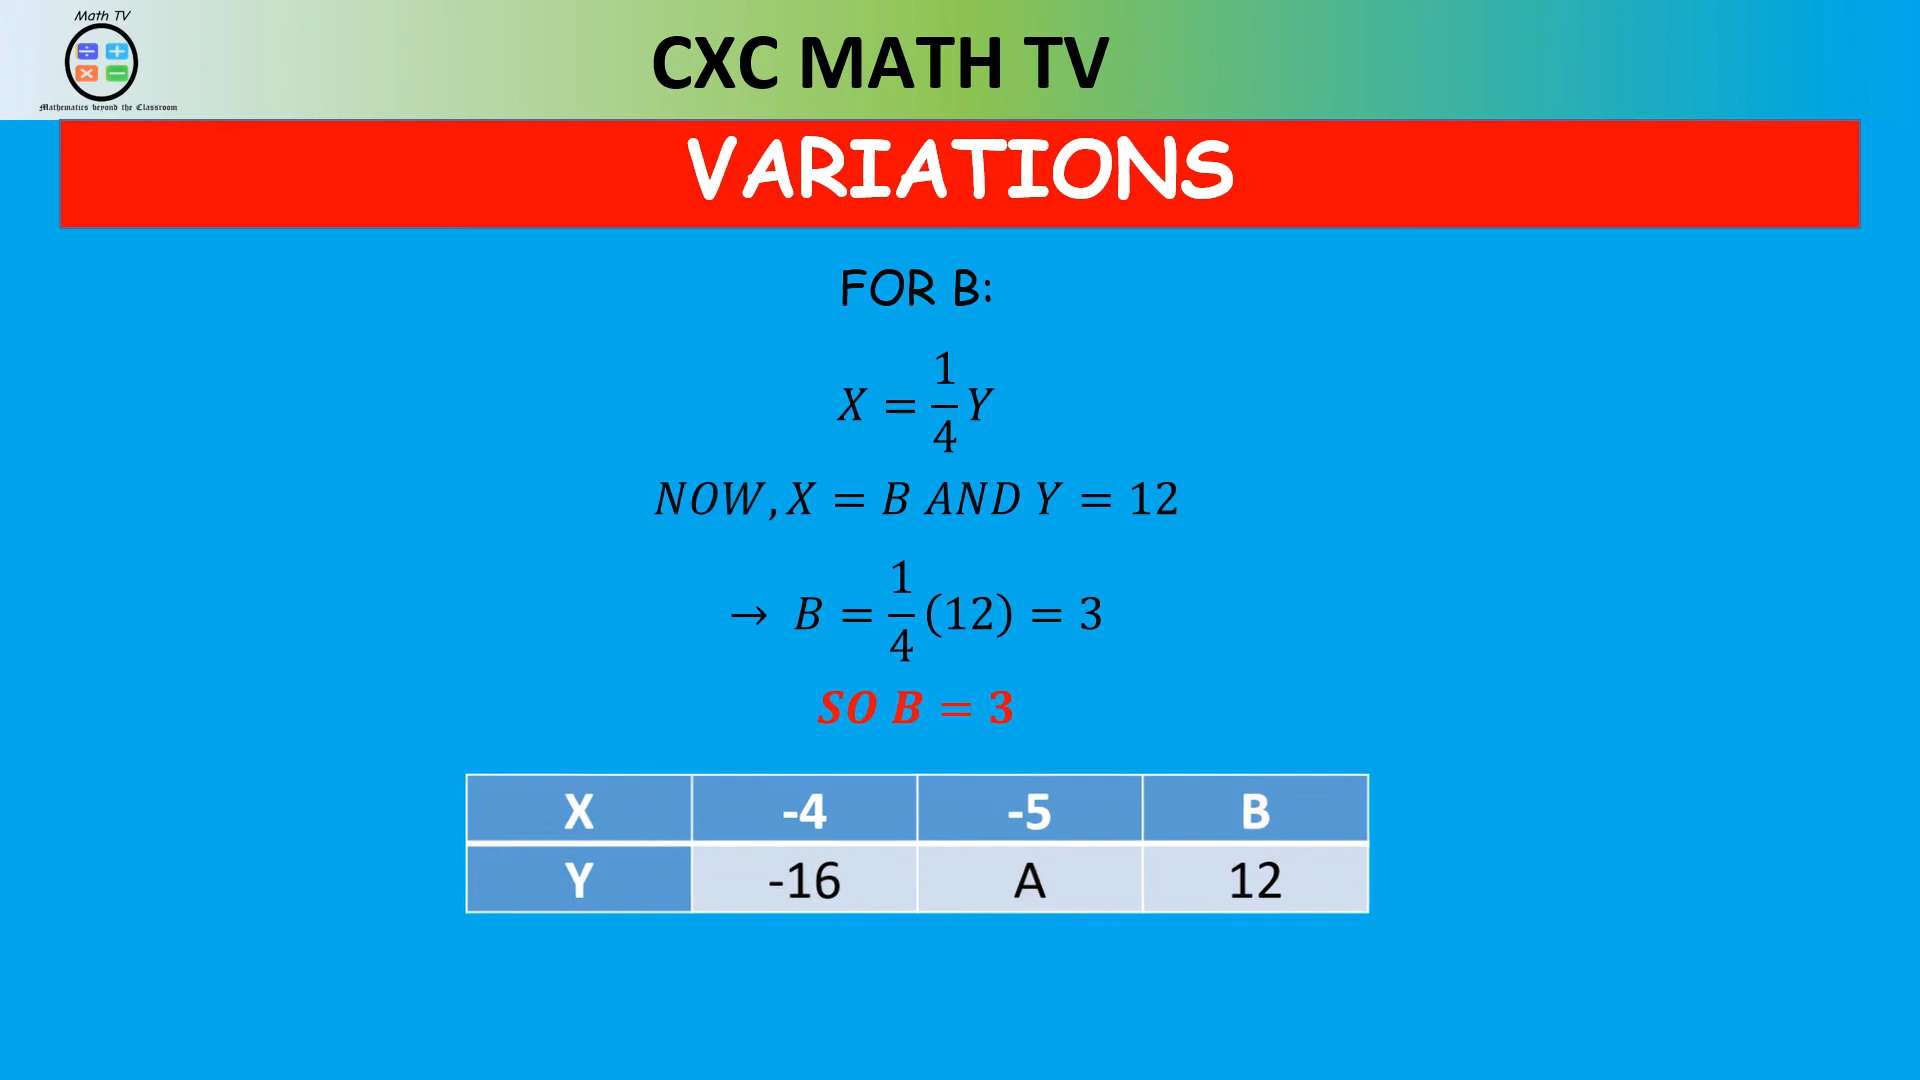 Math TV
÷ +
× −
Mathematics beyond the Classroom
CXC MATH TV
VARIATIONS
FOR B:
X = 1/4 Y
NOW, X = B AND Y = 12
→ B = 1/4 (12) = 3
SO B = 3
X -4 -5 B
Y -16 A 12